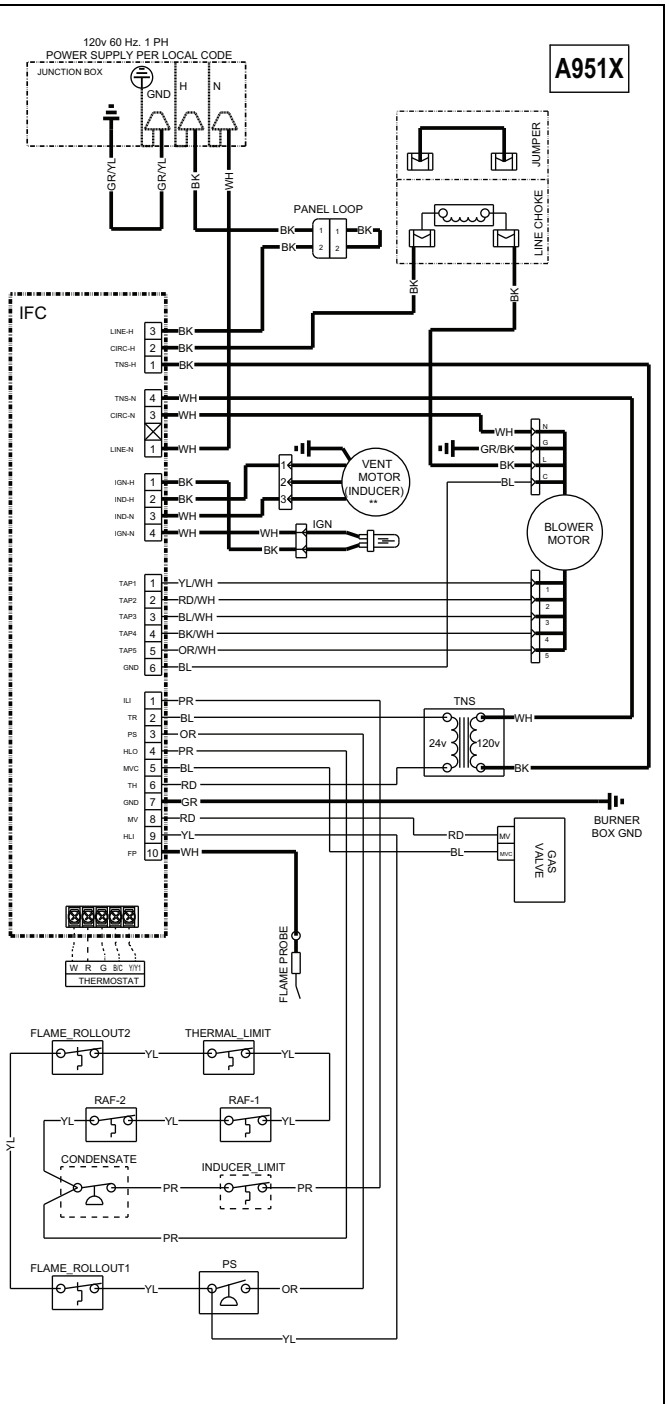 120v 60 Hz. 1 PH
POWER SUPPLY PER LOCAL CODE
JUNCTION BOX
GND
H
N
A951X
GR/YL
GR/YL
BK
WH
JUMPER
LINE CHOKE
PANEL LOOP
BK
1
1
BK
BK
2
2
BK
BK
IFC
LINE-H
3
BK
CIRC-H
2
BK
TNS-H
1
BK
TNS-N
4
WH
CIRC-N
3
WH
LINE-N
1
WH
WH
N
GR/BK
G
BK
L
BL
C
IGN-H
1
BK
IND-H
2
BK
IND-N
3
WH
IGN-N
4
WH
1
2
3
VENT
MOTOR
(INDUCER)
**
WH
IGN
BK
BLOWER
MOTOR
TAP1
1
YL/WH
1
TAP2
2
RD/WH
2
TAP3
3
BL/WH
3
TAP4
4
BK/WH
4
TAP5
5
OR/WH
5
GND
6
BL
ILI
1
PR
TR
2
BL
PS
3
OR
HLO
4
PR
MVC
5
BL
TH
6
RD
GND
7
GR
MV
8
RD
HLI
9
YL
FP
10
WH
TNS
24v
120v
WH
BK
BURNER
BOX GND
RD
MV
BL
MVC
GAS
VALVE
FLAME PROBE
W R G B/C Y/Y1
THERMOSTAT
FLAME_ROLLOUT2
THERMAL_LIMIT
YL
YL
RAF-2
RAF-1
YL
YL
YL
YL
CONDENSATE
INDUCER_LIMIT
PR
PR
PR
FLAME_ROLLOUT1
PS
YL
OR
YL